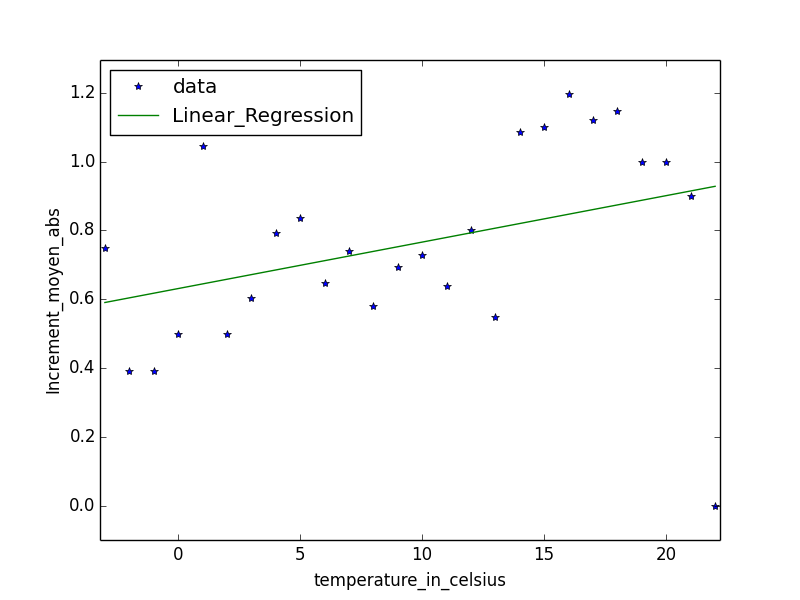 data
Linear_Regression
1.2
1.0
0.8
0.6
0.4
0.2
0.0
Increment_moyen_abs
0 5 10 15 20
temperature_in_celsius